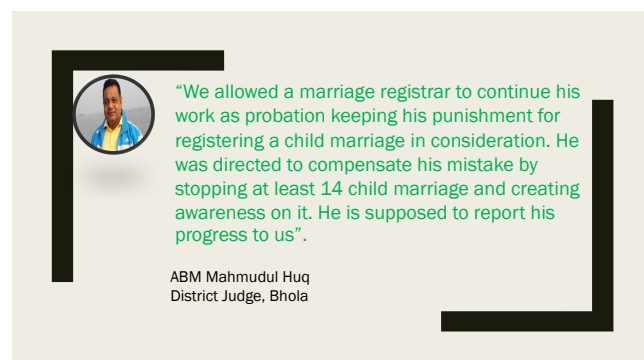 “We allowed a marriage registrar to continue his
work as probation keeping his punishment for
registering a child marriage in consideration. He
was directed to compensate his mistake by
stopping at least 14 child marriage and creating
awareness on it. He is supposed to report his
progress to us”.
ABM Mahmudul Huq
District Judge, Bhola